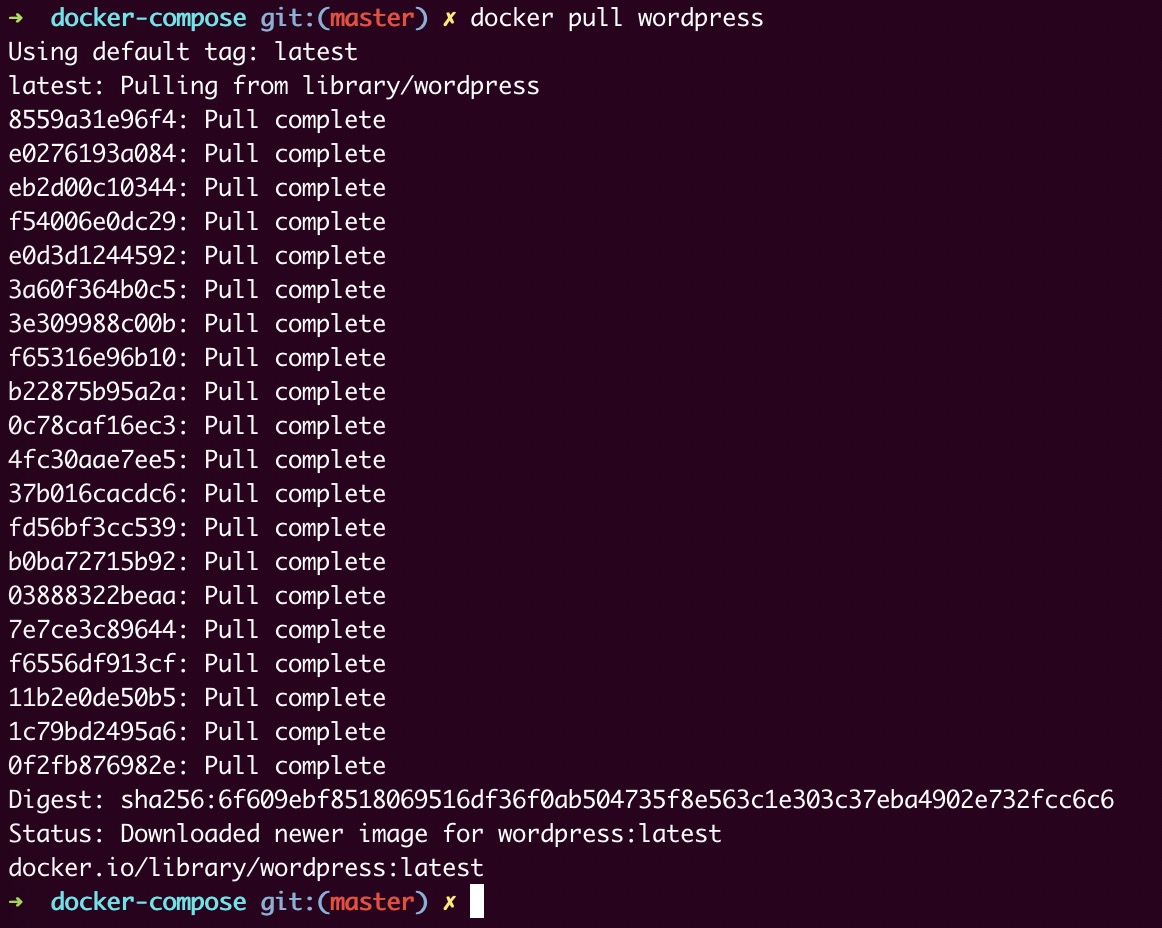 ➜  docker-compose git:(master) ✗ docker pull wordpress
Using default tag: latest
latest: Pulling from library/wordpress
8559a31e96f4: Pull complete
e0276193a084: Pull complete
eb2d00c10344: Pull complete
f54006e0dc29: Pull complete
e0d3d1244592: Pull complete
3a60f364b0c5: Pull complete
3e309988c00b: Pull complete
f65316e96b10: Pull complete
b22875b95a2a: Pull complete
0c78caf16ec3: Pull complete
4fc30aae7ee5: Pull complete
37b016cacdc6: Pull complete
fd56bf3cc539: Pull complete
b0ba72715b92: Pull complete
03888322beaa: Pull complete
7e7ce3c89644: Pull complete
f6556df913cf: Pull complete
11b2e0de50b5: Pull complete
1c79bd2495a6: Pull complete
0f2fb876982e: Pull complete
Digest: sha256:6f609ebf8518069516df36f0ab504735f8e563c1e303c37eba4902e732fcc6c6
Status: Downloaded newer image for wordpress:latest
docker.io/library/wordpress:latest
➜  docker-compose git:(master) ✗